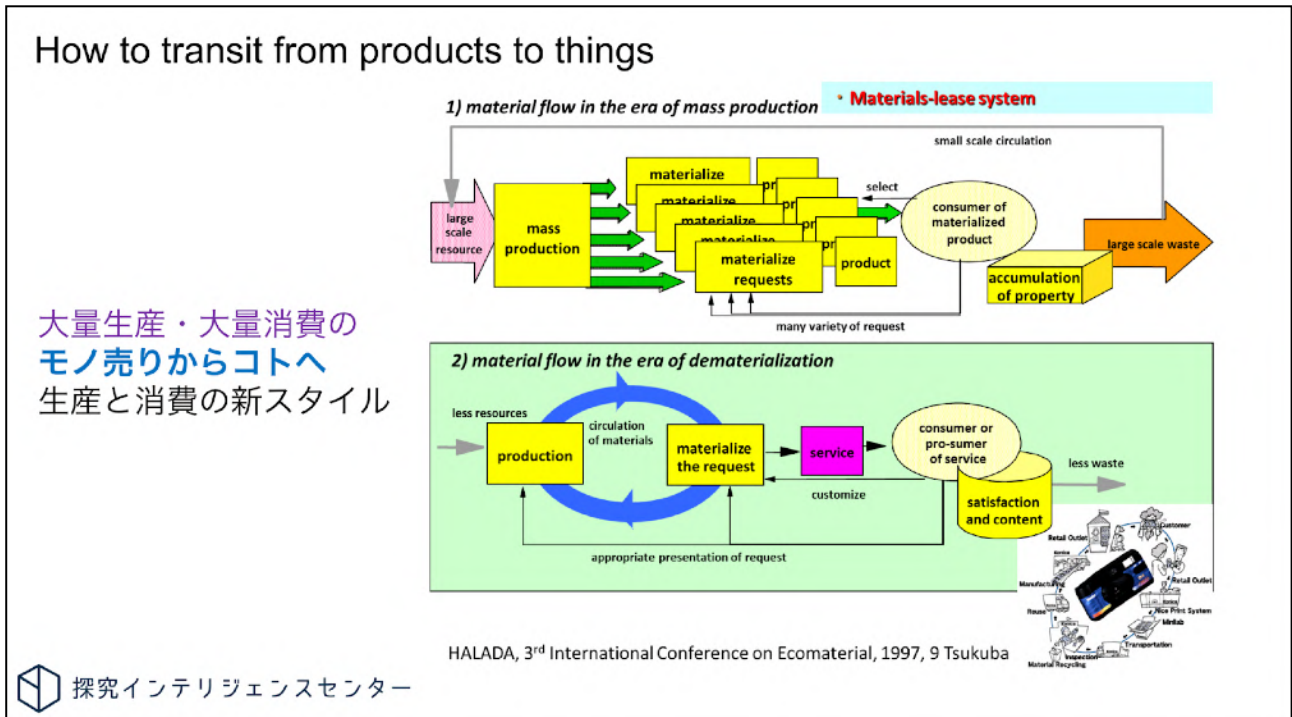 How to transit from products to things
・ Materials-lease system
1) material flow in the era of mass production
small scale circulation
large
scale
resource
mass
production
materialize
materialize
materialize
materialize
materialize
requests
pr
product
select
consumer of
materialized
product
large scale waste
accumulation
of property
many variety of request
大量生産・大量消費の
モノ売りからコトへ
生産と消費の新スタイル
2) material flow in the era of dematerialization
less resources
circulation
of materials
production
materialize
the request
service
consumer or
pro-sumer
of service
less waste
customize
satisfaction
and content
appropriate presentation of request
Customer
Retail Outlet
Retail Outlet
Manufacturing
Nice Print System
Reuse
Minilab
Transportation
Inspection
Material Recycling
HALADA, 3rd International Conference on Ecomaterial, 1997, 9 Tsukuba
探究インテリジェンスセンター